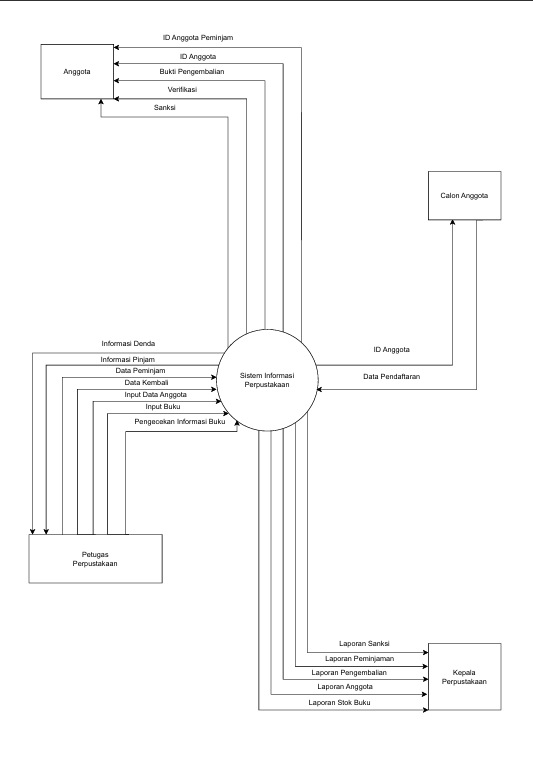 ID Anggota Peminjam
ID Anggota
Anggota
Bukti Pengembalian
Verifikasi
Sanksi
Calon Anggota
Informasi Denda
ID Anggota
Informasi Pinjam
Data Peminjam
Sistem Informasi
Perpustakaan
Data Pendaftaran
Data Kembali
Input Data Anggota
Input Buku
Pengecekan Informasi Buku
Petugas
Perpustakaan
Laporan Sanksi
Laporan Peminjaman
Laporan Pengembalian
Kepala
Perpustakaan
Laporan Anggota
Laporan Stok Buku